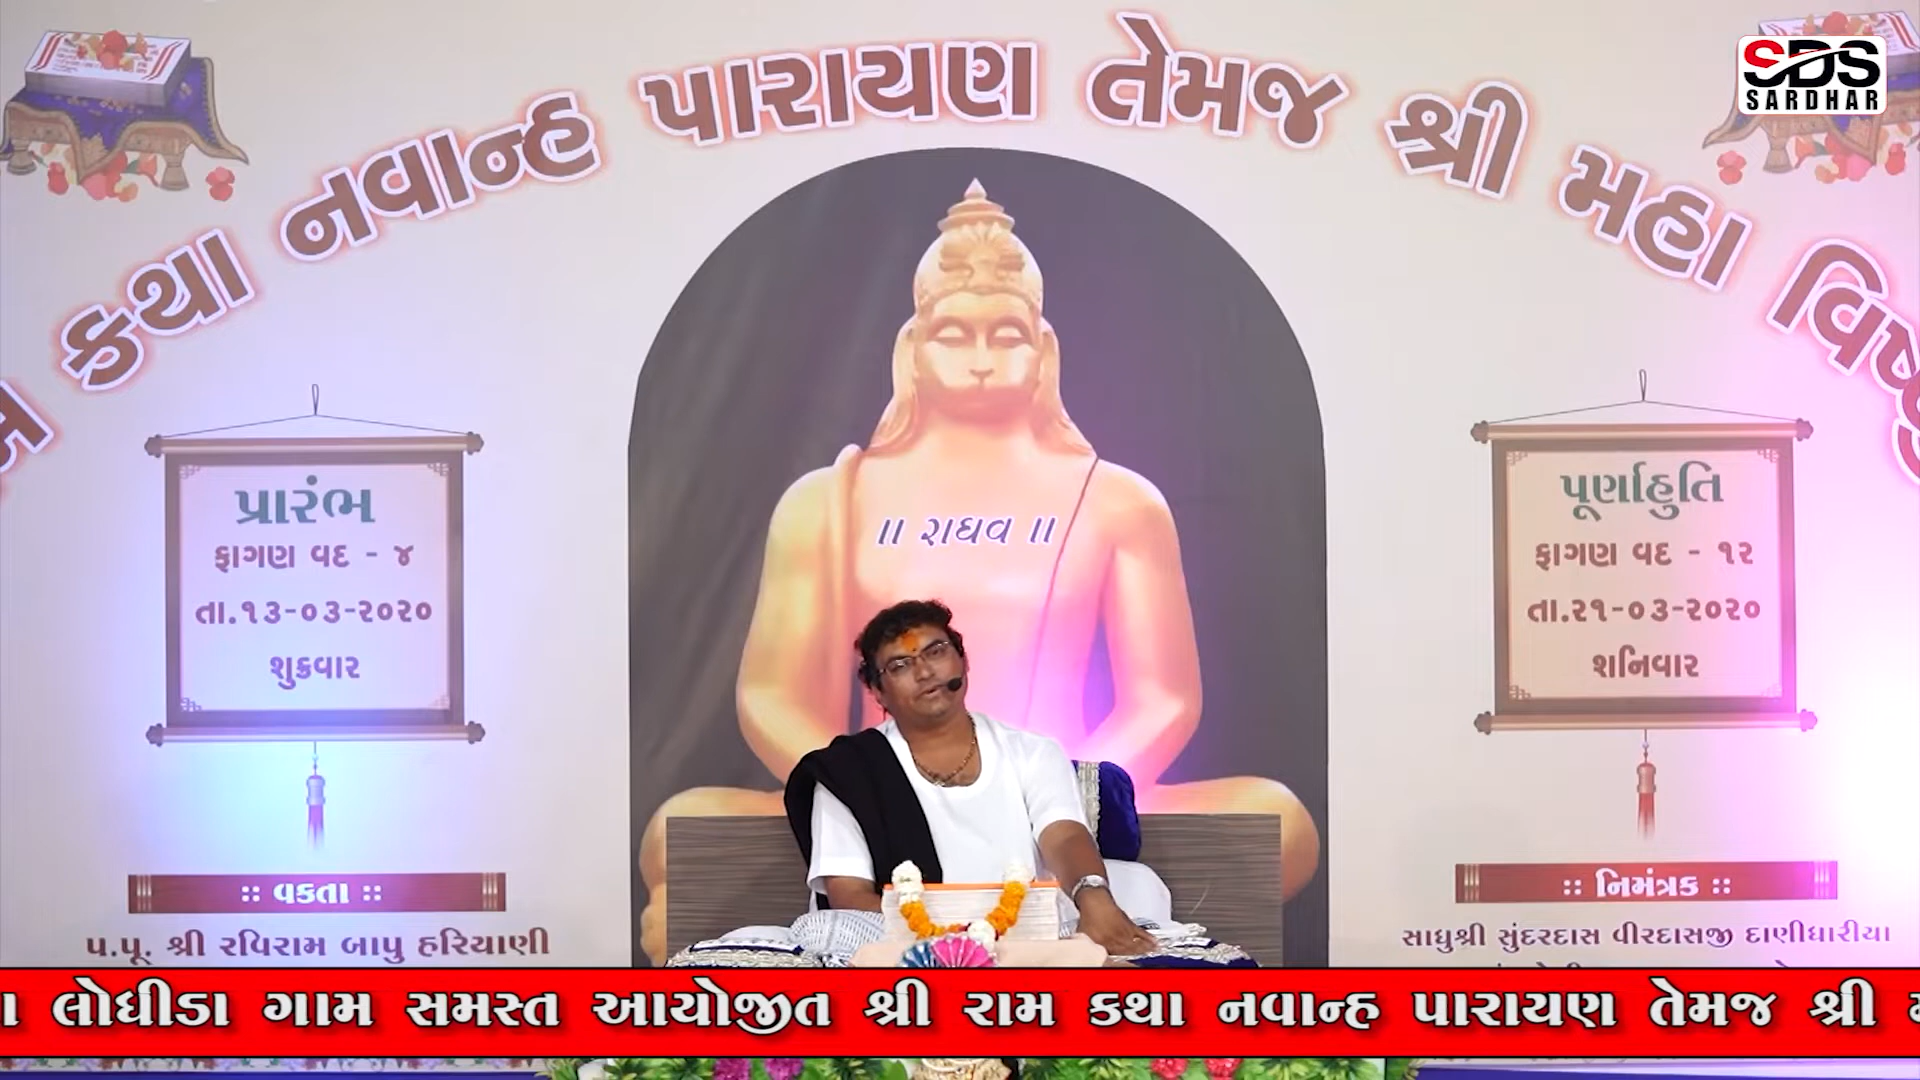 કથા નવાન્હ પારાયણ તેમજ શ્રી મહા
SDS
SARDHAR
॥ રાઘવ ॥
પ્રારંભ
ફાગણ વદ - ૪
તા.૧૩-૦૩-૨૦૨૦
શુક્રવાર
:: વક્તા ::
પ.પૂ. શ્રી રવિરામ બાપુ હરિયાણી
પૂર્ણાહુતિ
ફાગણ વદ - ૧૨
તા.૨૧-૦૩-૨૦૨૦
શનિવાર
:: નિમંત્રક ::
સાધુશ્રી સુંદરદાસ વીરદાસજી દાણીધારીયા
લોધીડા ગામ સમસ્ત આયોજીત શ્રી રામ કથા નવાન્હ પારાયણ તેમજ શ્રી